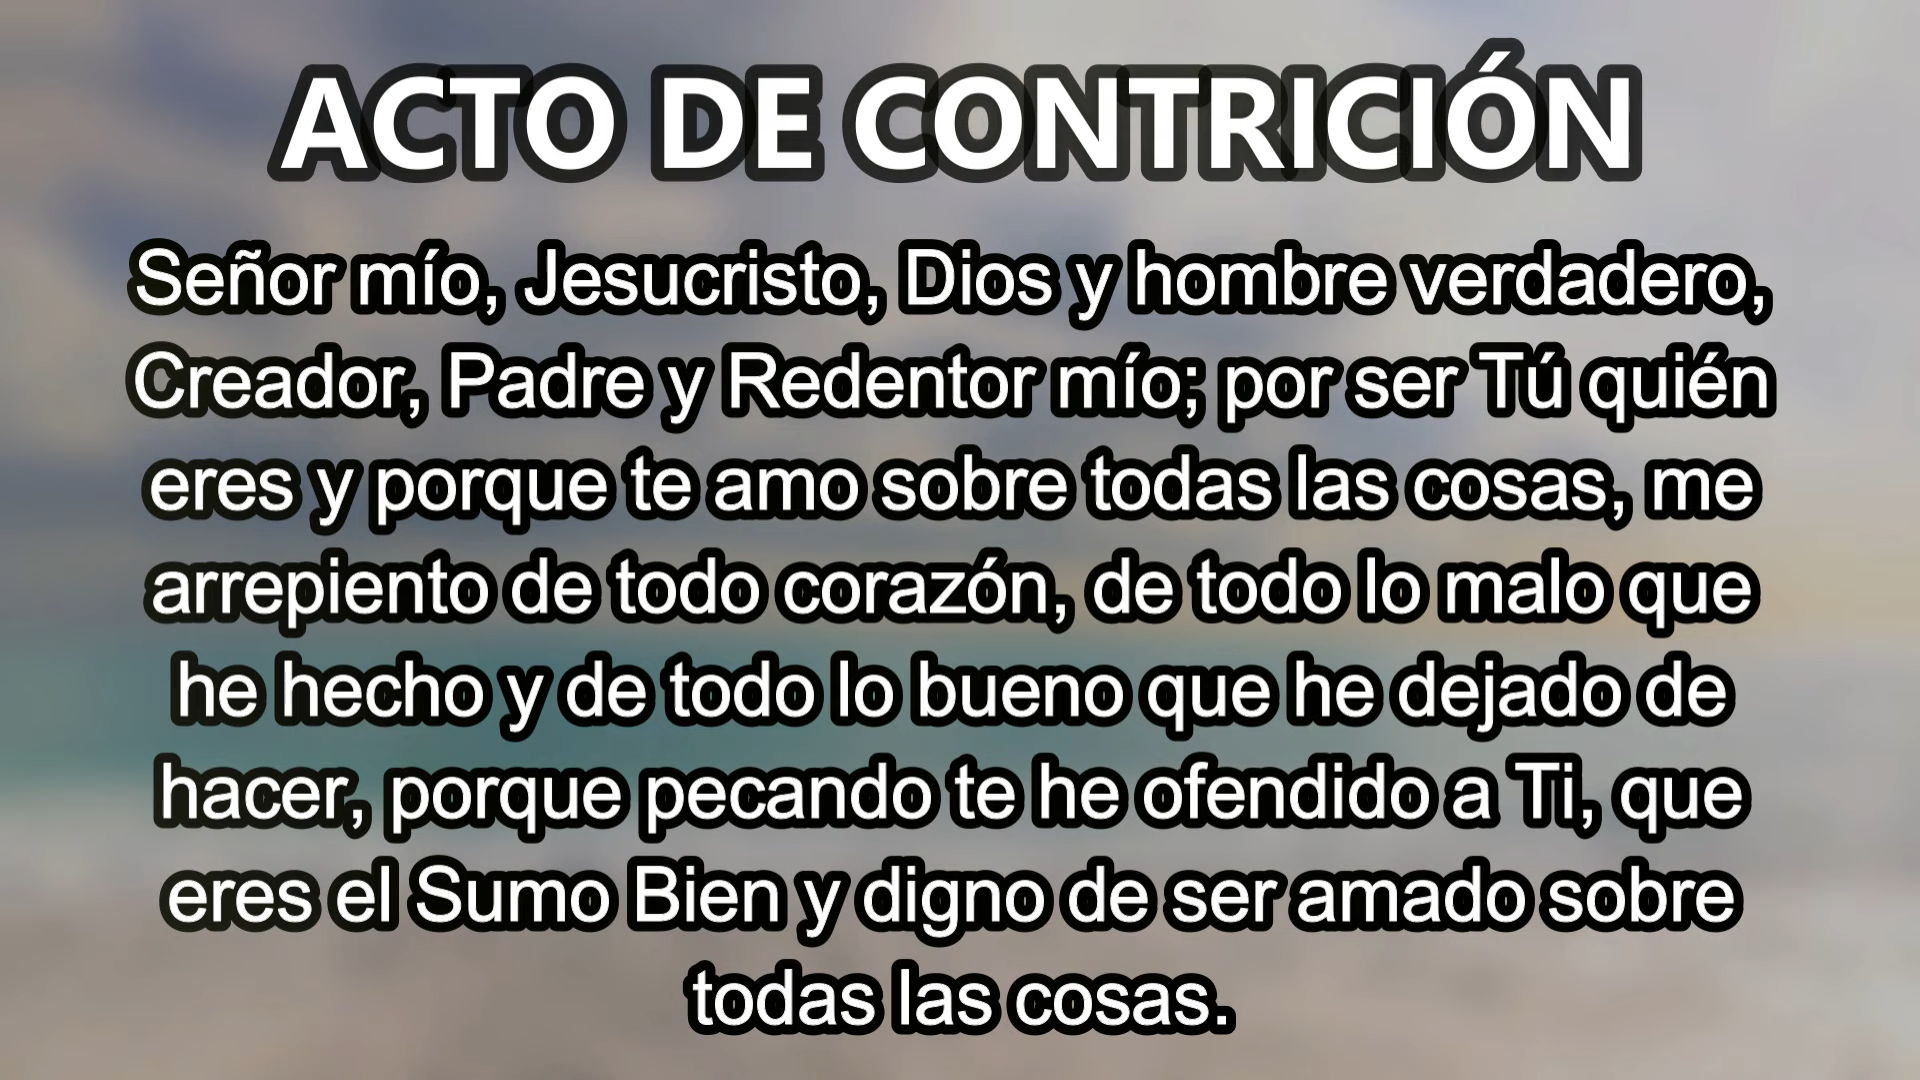 ACTO DE CONTRICIÓN
Señor mío, Jesucristo, Dios y hombre verdadero,
Creador, Padre y Redentor mío; por ser Tú quién
eres y porque te amo sobre todas las cosas, me
arrepiento de todo corazón, de todo lo malo que
he hecho y de todo lo bueno que he dejado de
hacer, porque pecando te he ofendido a Ti, que
eres el Sumo Bien y digno de ser amado sobre
todas las cosas.